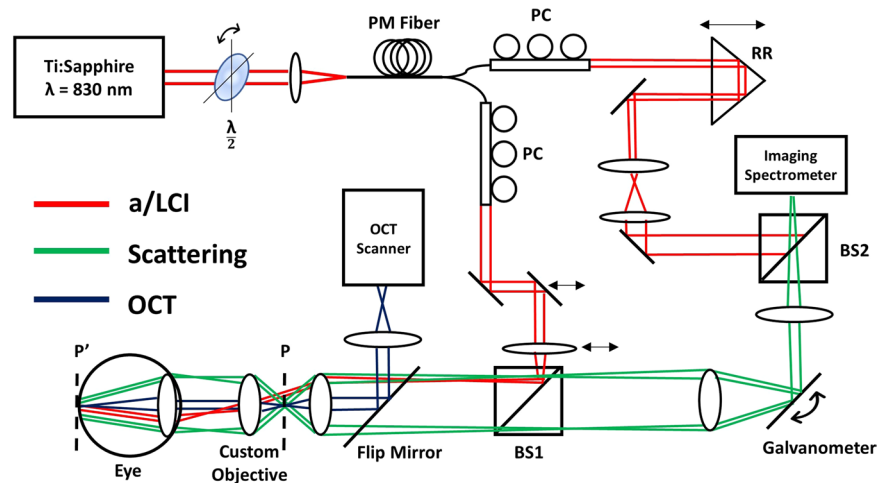 PM Fiber
PC
RR
Ti:Sapphire
λ = 830 nm
λ
2
PC
Imaging
Spectrometer
a/LCI
Scattering
OCT
OCT
Scanner
BS2
P’
P
Eye
Custom
Objective
Flip Mirror
BS1
Galvanometer